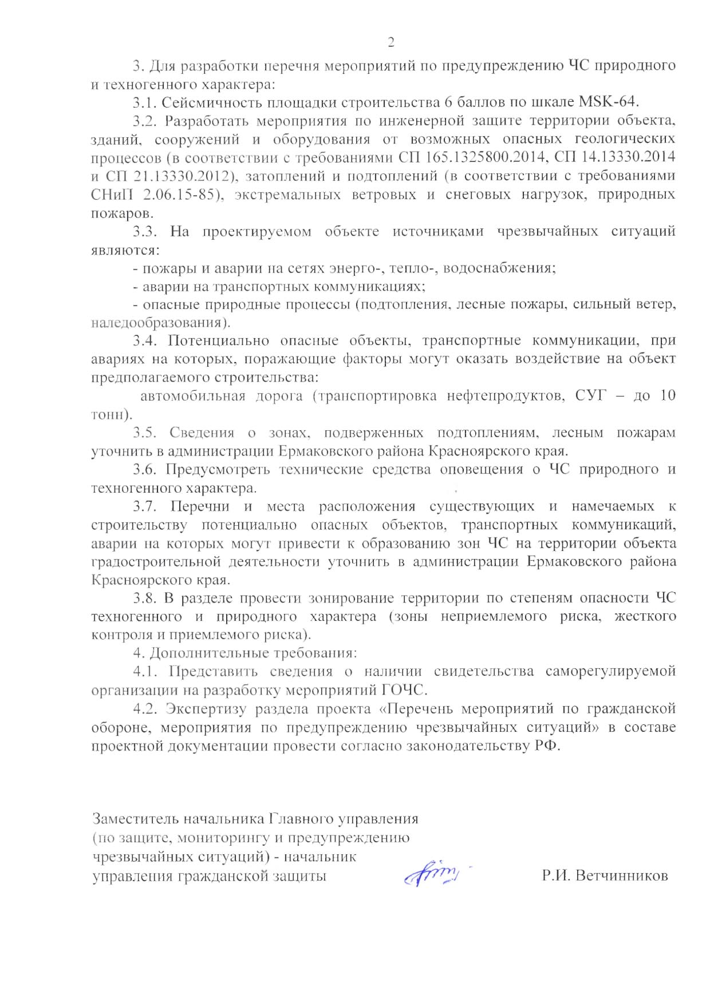 2
3. Для разработки перечня мероприятий по предупреждению ЧС природного
и техногенного характера:
3.1. Сейсмичность площадки строительства 6 баллов по шкале MSK-64.
3.2. Разработать мероприятия по инженерной защите территории объекта,
зданий, сооружений и оборудования от возможных опасных геологических
процессов (в соответствии с требованиями СП 165.1325800.2014, СП 14.13330.2014
и СП 21.13330.2012), затоплений и подтоплений (в соответствии с требованиями
СНиП 2.06.15-85), экстремальных ветровых и снеговых нагрузок, природных
пожаров.
3.3. На проектируемом объекте источниками чрезвычайных ситуаций
являются:
- пожары и аварии на сетях энерго-, тепло-, водоснабжения;
- аварии на транспортных коммуникациях;
- опасные природные процессы (подтопления, лесные пожары, сильный ветер,
наледообразования).
3.4. Потенциально опасные объекты, транспортные коммуникации, при
авариях на которых, поражающие факторы могут оказать воздействие на объект
предполагаемого строительства:
автомобильная дорога (транспортировка нефтепродуктов, СУГ – до 10
тонн).
3.5. Сведения о зонах, подверженных подтоплениям, лесным пожарам
уточнить в администрации Ермаковского района Красноярского края.
3.6. Предусмотреть технические средства оповещения о ЧС природного и
техногенного характера.
3.7. Перечни и места расположения существующих и намечаемых к
строительству потенциально опасных объектов, транспортных коммуникаций,
аварии на которых могут привести к образованию зон ЧС на территории объекта
градостроительной деятельности уточнить в администрации Ермаковского района
Красноярского края.
3.8. В разделе провести зонирование территории по степеням опасности ЧС
техногенного и природного характера (зоны неприемлемого риска, жесткого
контроля и приемлемого риска).
4. Дополнительные требования:
4.1. Представить сведения о наличии свидетельства саморегулируемой
организации на разработку мероприятий ГОЧС.
4.2. Экспертизу раздела проекта «Перечень мероприятий по гражданской
обороне, мероприятия по предупреждению чрезвычайных ситуаций» в составе
проектной документации провести согласно законодательству РФ.
Заместитель начальника Главного управления
(по защите, мониторингу и предупреждению
чрезвычайных ситуаций) - начальник
управления гражданской защиты Р.И. Ветчинников